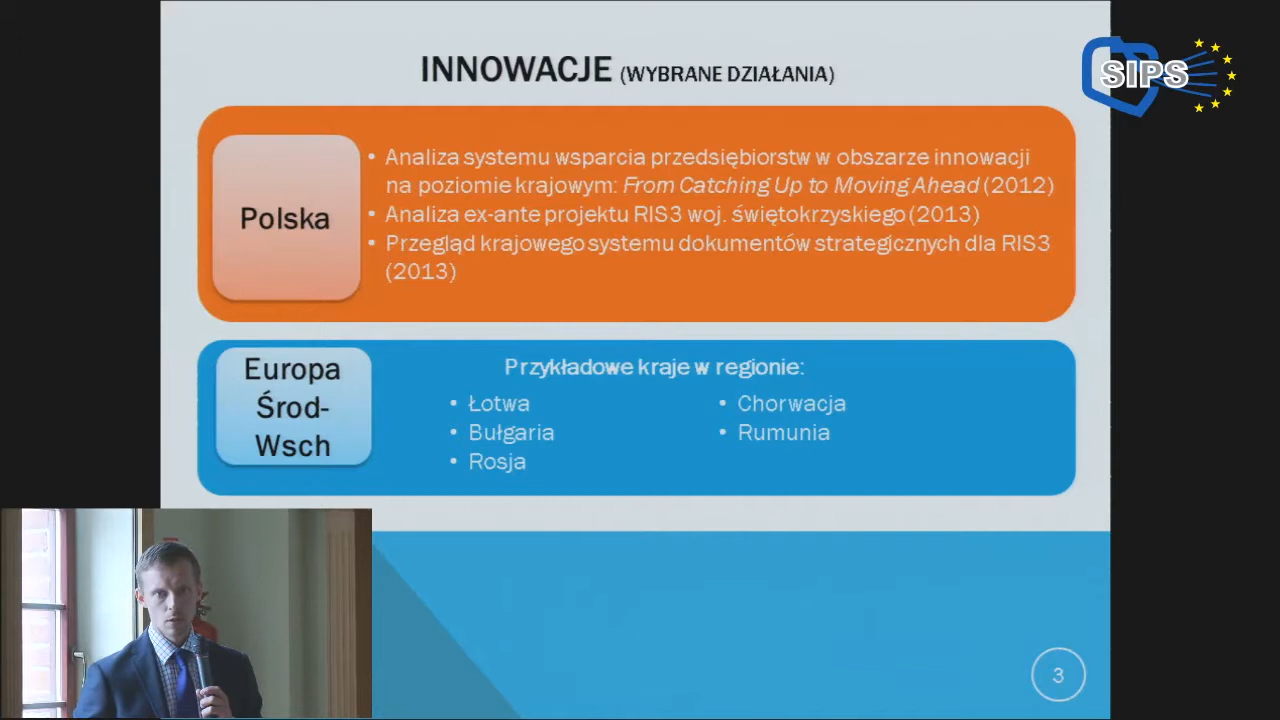 INNOWACJE (WYBRANE DZIAŁANIA)
SIPS
Polska
• Analiza systemu wsparcia przedsiębiorstw w obszarze innowacji
na poziomie krajowym: From Catching Up to Moving Ahead (2012)
• Analiza ex-ante projektu RIS3 woj. świętokrzyskiego (2013)
• Przegląd krajowego systemu dokumentów strategicznych dla RIS3
(2013)
Europa
Środ-
Wsch
Przykładowe kraje w regionie:
• Łotwa
• Bułgaria
• Rosja
• Chorwacja
• Rumunia
3